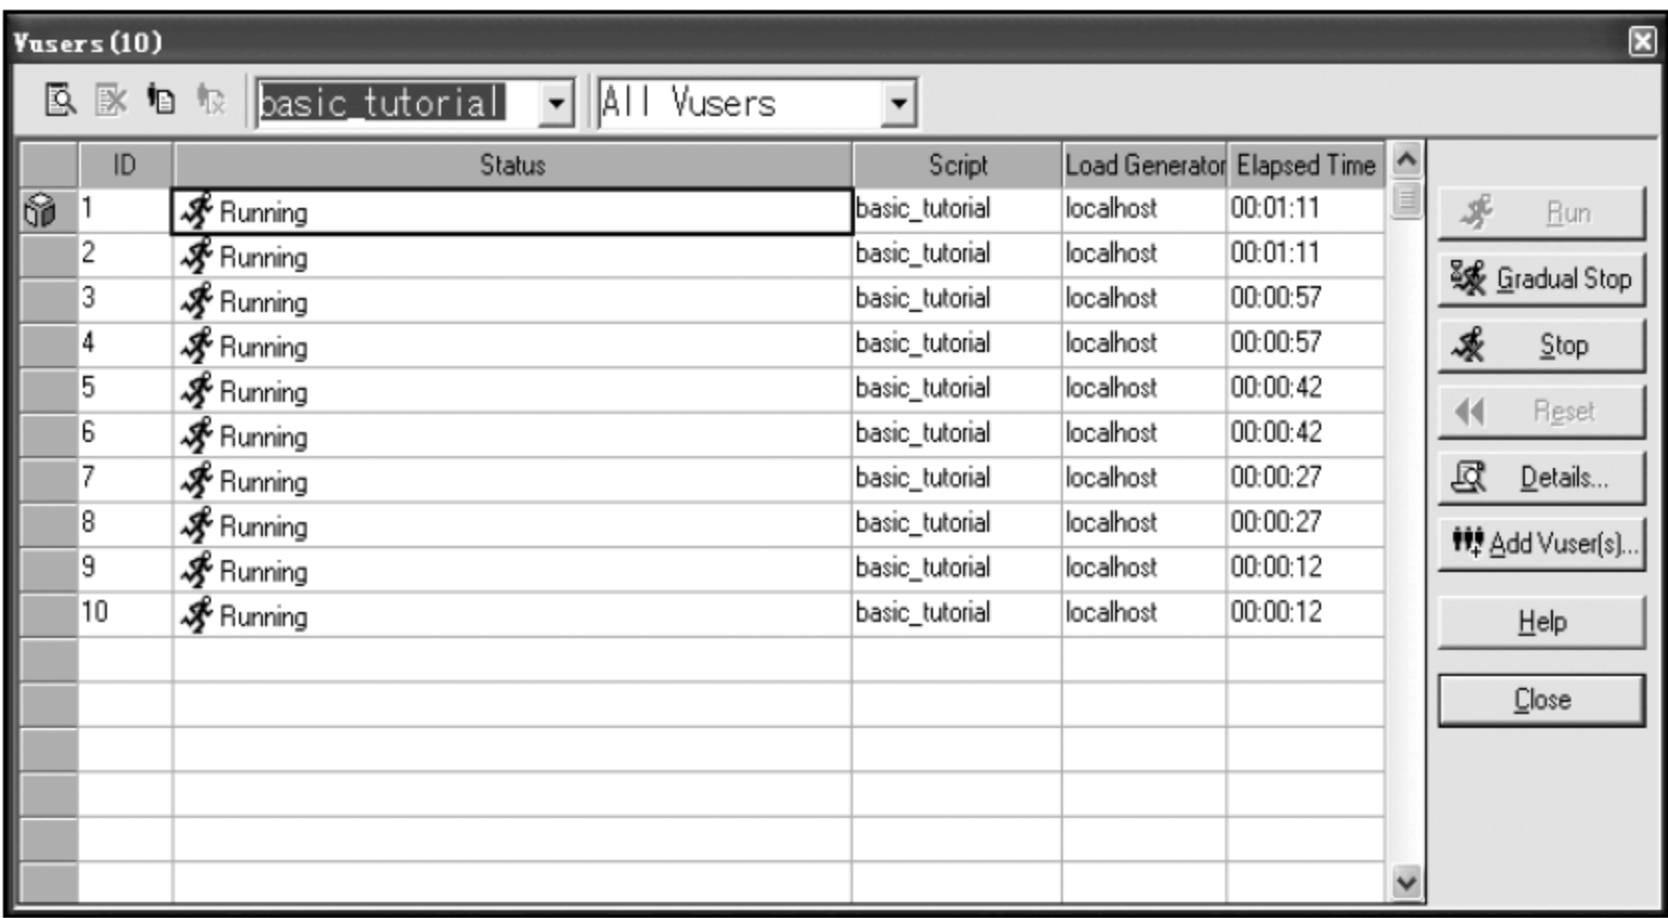 Vusers(10)
basic_tutorial All Vusers
ID Status Script Load Generator Elapsed Time
1 Running basic_tutorial localhost 00:01:11
2 Running basic_tutorial localhost 00:01:11
3 Running basic_tutorial localhost 00:00:57
4 Running basic_tutorial localhost 00:00:57
5 Running basic_tutorial localhost 00:00:42
6 Running basic_tutorial localhost 00:00:42
7 Running basic_tutorial localhost 00:00:27
8 Running basic_tutorial localhost 00:00:27
9 Running basic_tutorial localhost 00:00:12
10 Running basic_tutorial localhost 00:00:12
Run
Gradual Stop
Stop
Reset
Details...
Add Vuser(s)...
Help
Close